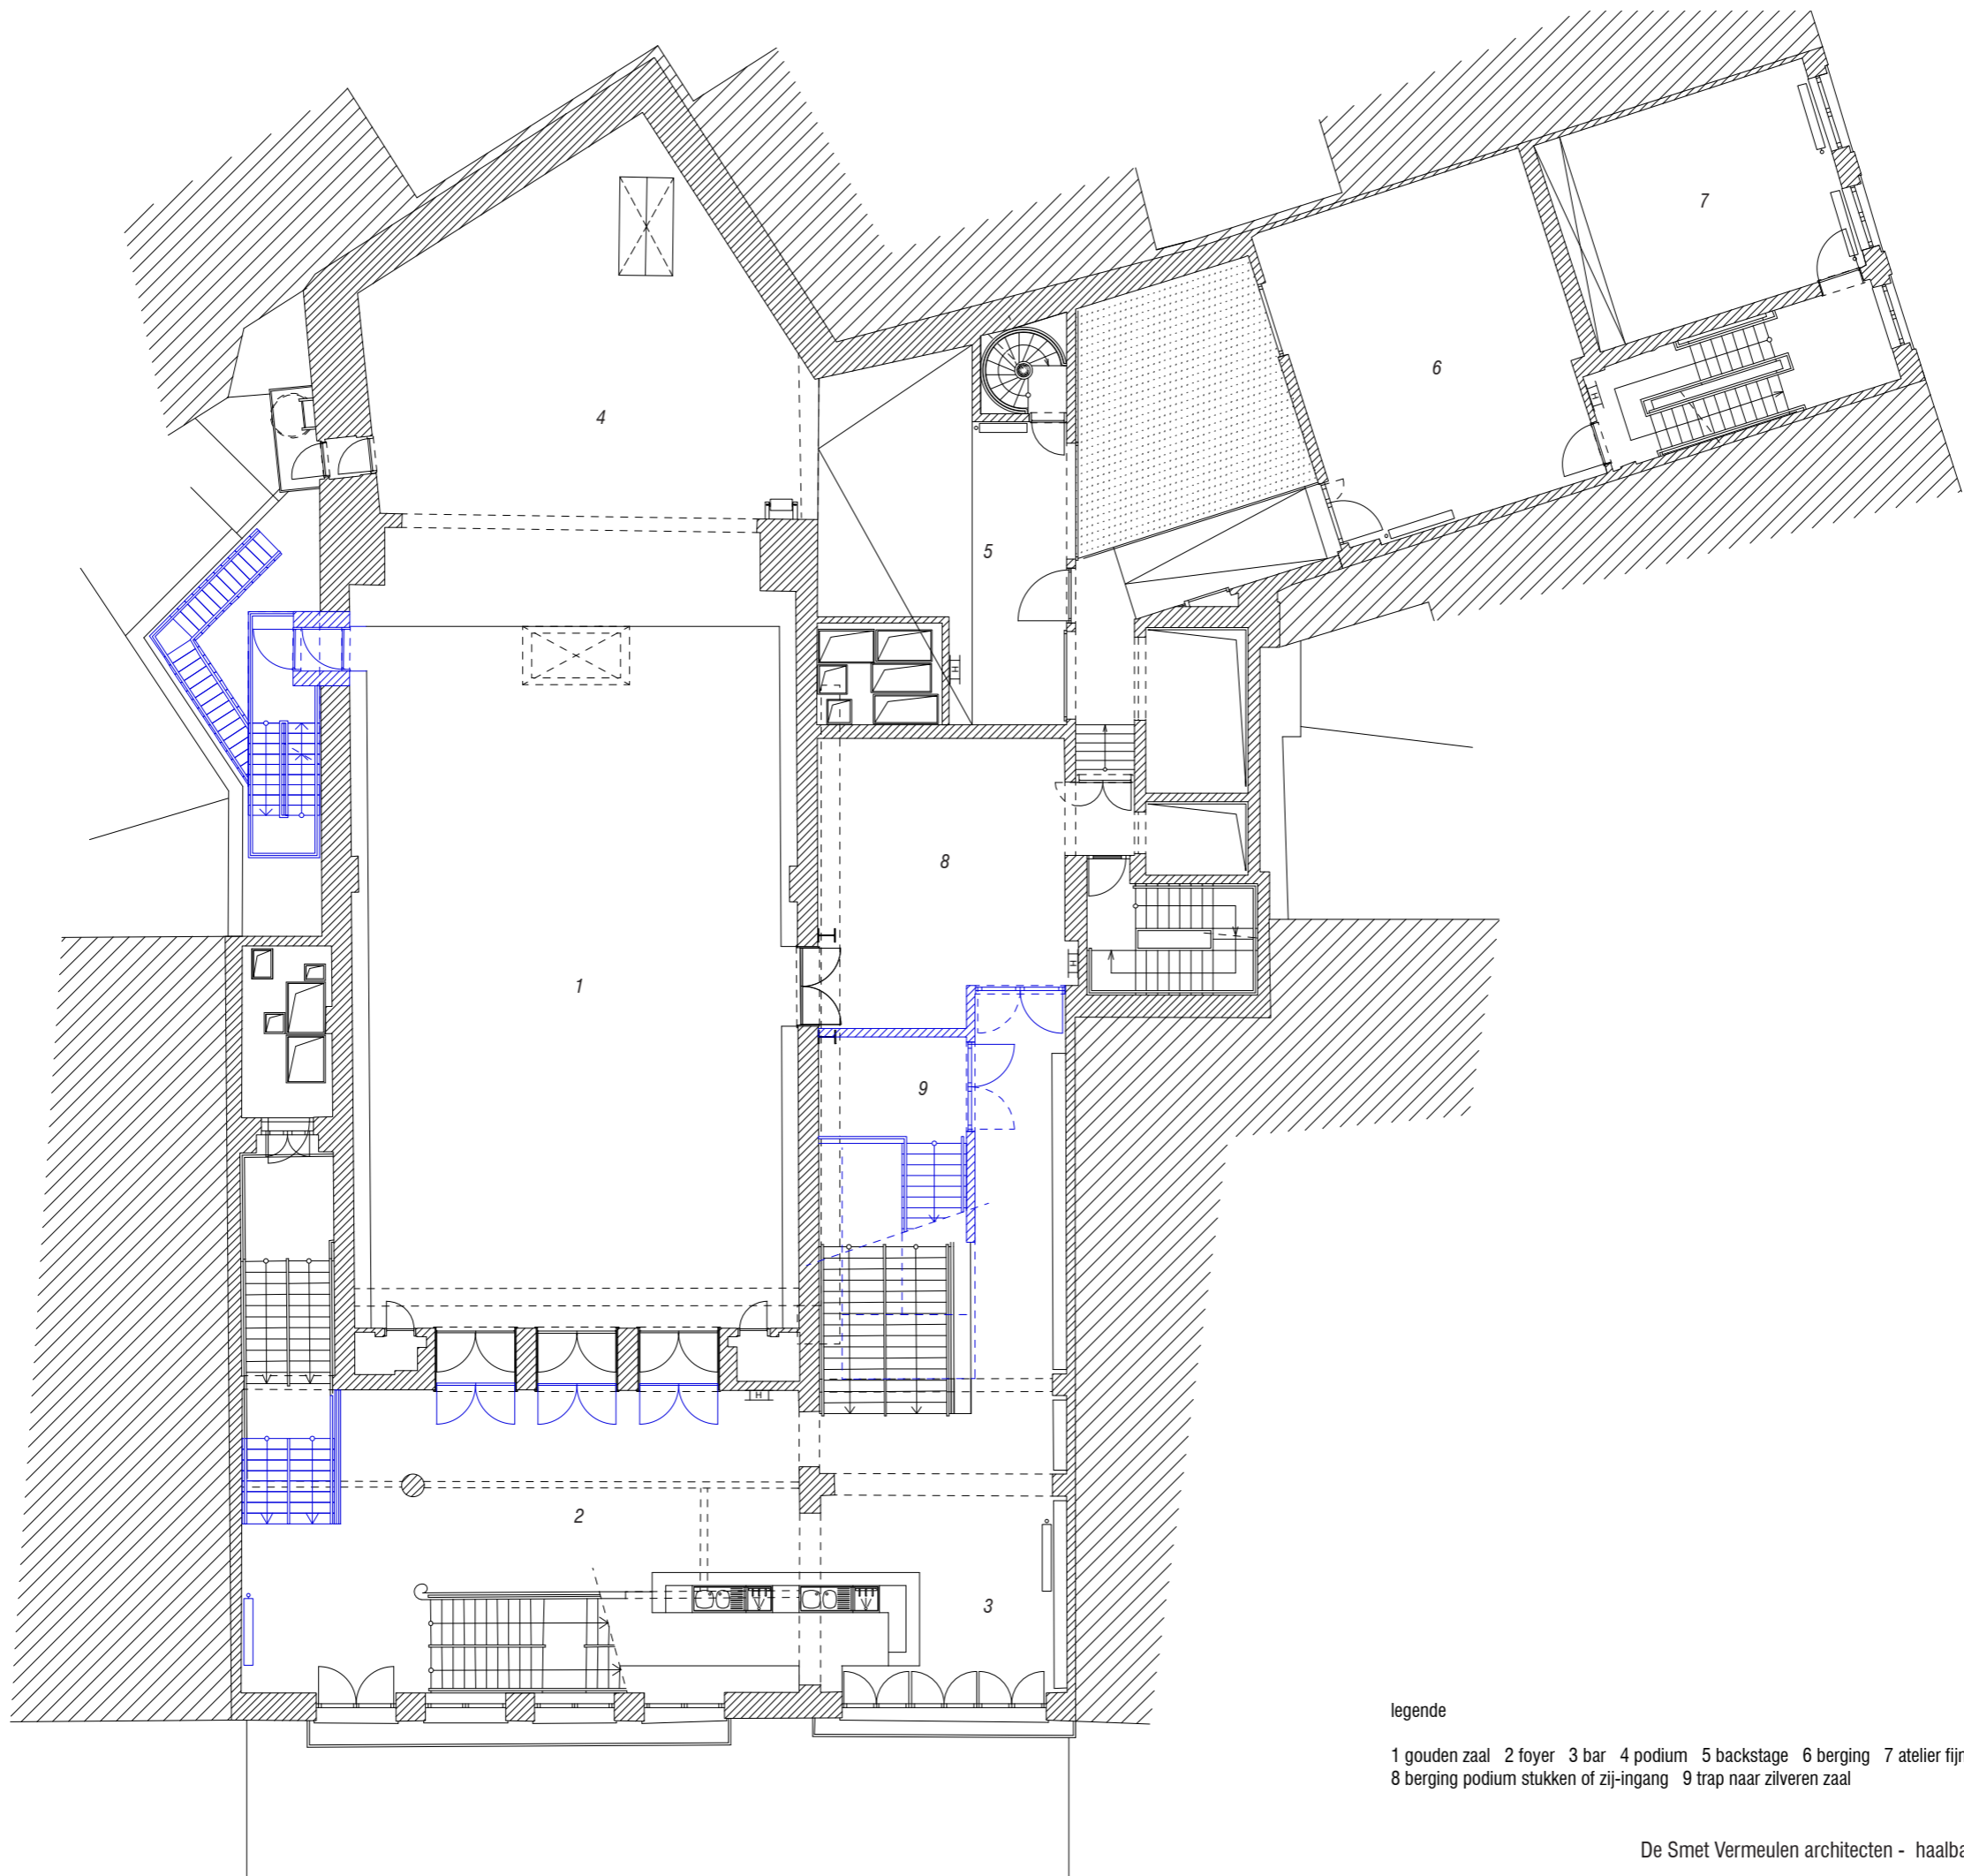 7
6
4
5
8
1
9
2
3
legende
1 gouden zaal 2 foyer 3 bar 4 podium 5 backstage 6 berging 7 atelier
8 berging podium stukken of zij-ingang 9 trap naar zilveren zaal
De Smet Vermeulen architecten -